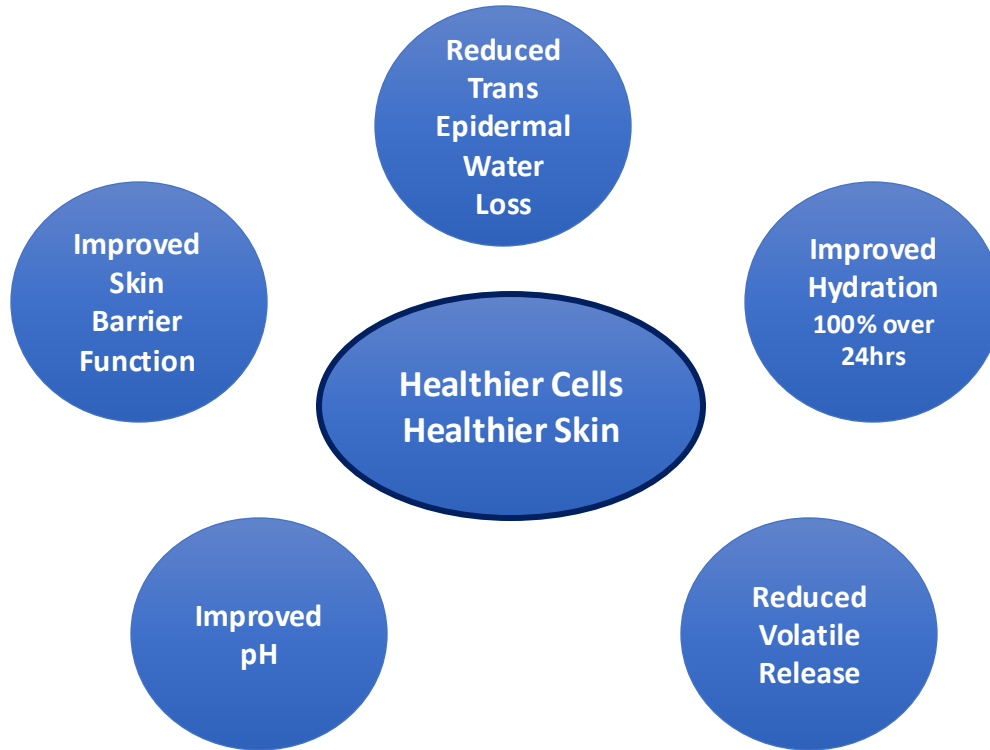 Reduced
Trans
Epidermal
Water
Loss
Improved
Skin
Barrier
Function
Improved
Hydration
100% over
24hrs
Healthier Cells
Healthier Skin
Improved
pH
Reduced
Volatile
Release